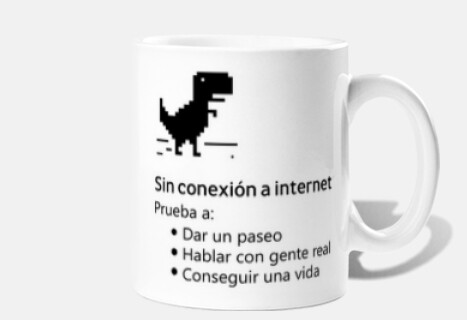 Sin conexión a internet
Prueba a:
• Dar un paseo
• Hablar con gente real
• Conseguir una vida